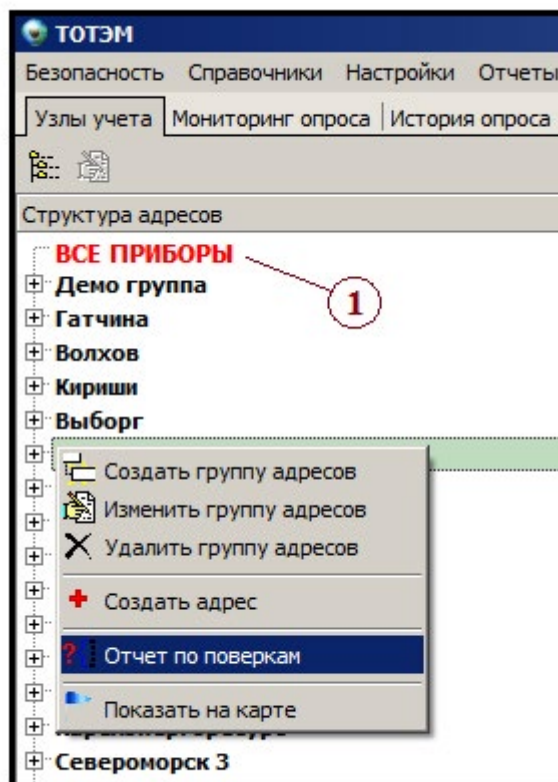 ТОТЭМ
Безопасность Справочники Настройки Отчеты
Узлы учета Мониторинг опроса История опроса
Структура адресов
ВСЕ ПРИБОРЫ
1
Демо группа
Гатчина
Волхов
Кириши
Выборг
Создать группу адресов
Изменить группу адресов
Удалить группу адресов
Создать адрес
? Отчет по поверкам
Показать на карте
Североморск 3